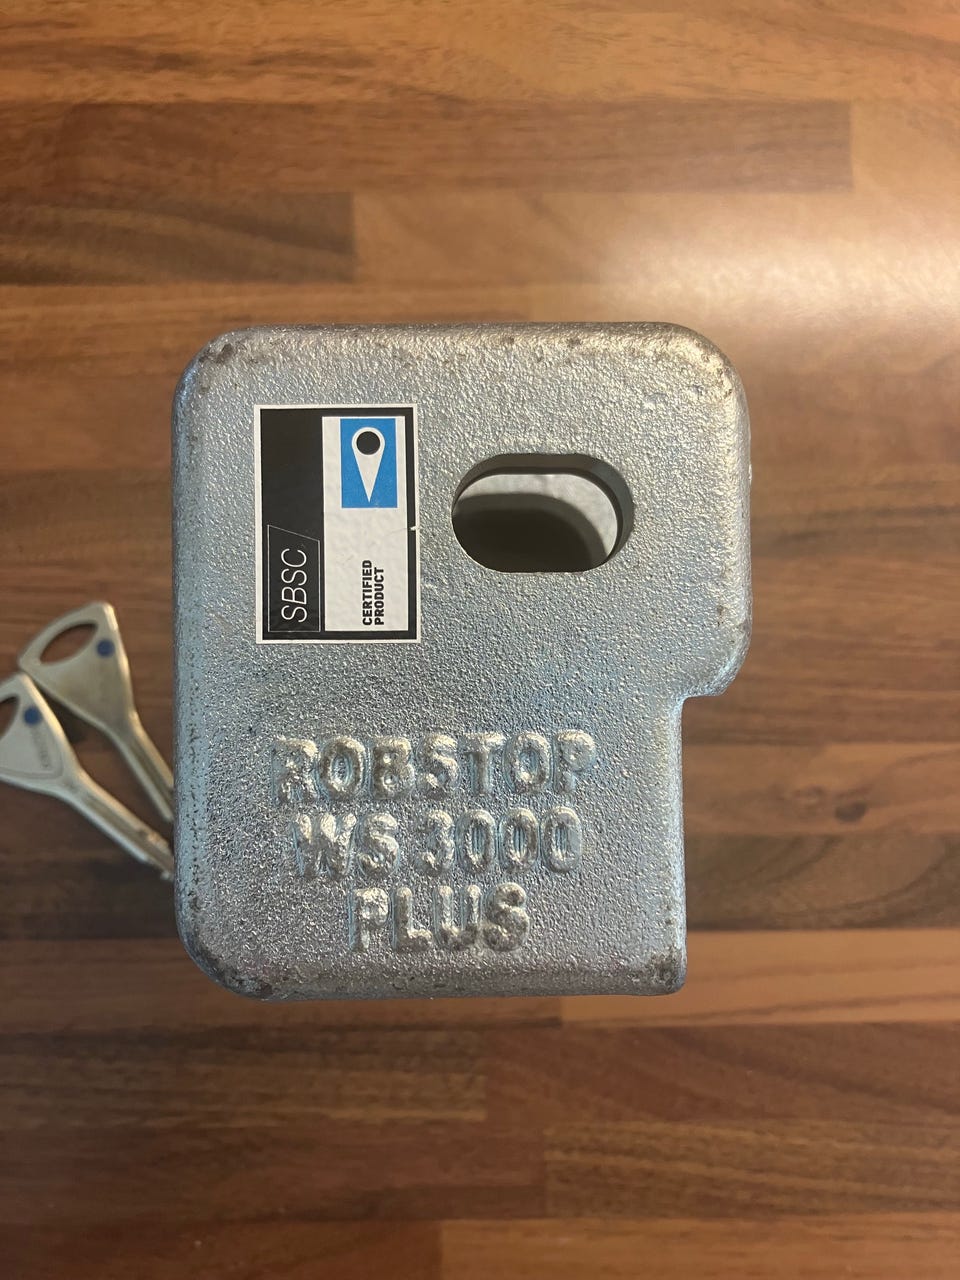 SBSC
CERTIFIED
PRODUCT
ROBSTOP
WS 3000
PLUS